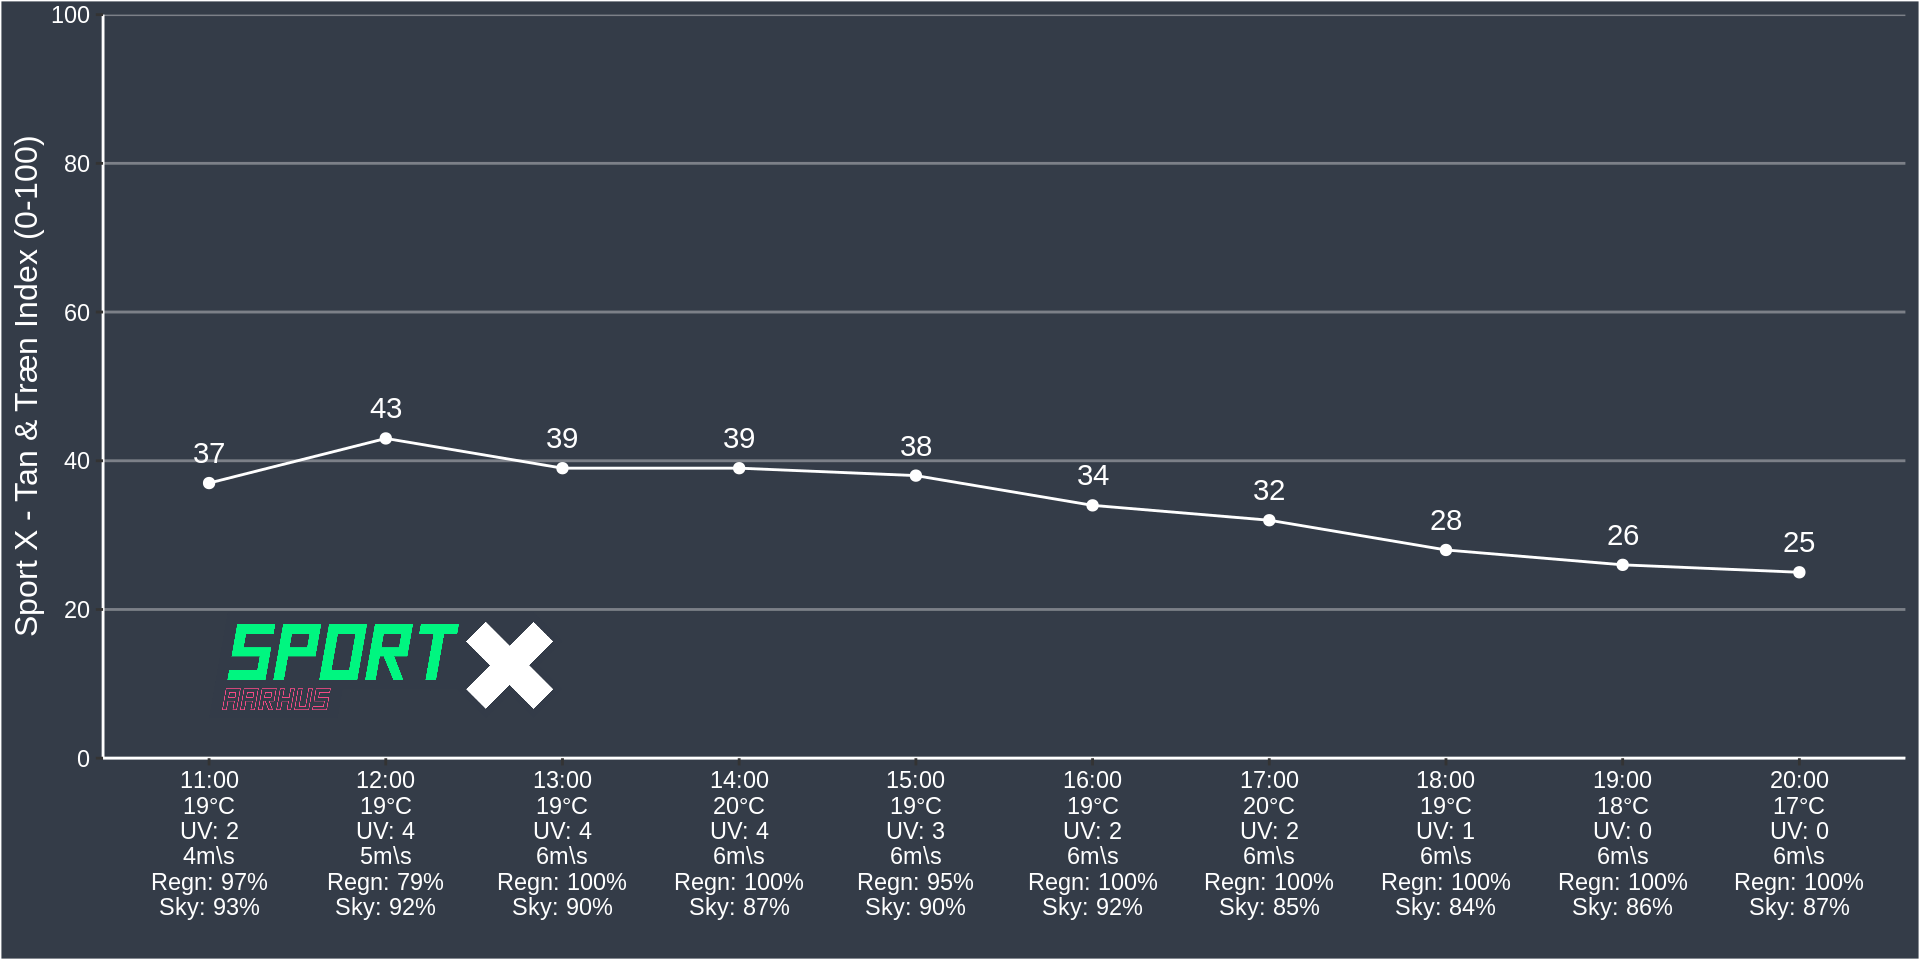 Sport X - Tan & Træn Index (0-100)
100
80
60
40
20
0
37
43
39
39
38
34
32
28
26
25
SPORT X
AARHUS
11:00 12:00 13:00 14:00 15:00 16:00 17:00 18:00 19:00 20:00
19°C 19°C 19°C 20°C 19°C 19°C 20°C 19°C 18°C 17°C
UV: 2 UV: 4 UV: 4 UV: 4 UV: 3 UV: 2 UV: 2 UV: 1 UV: 0 UV: 0
4m\s 5m\s 6m\s 6m\s 6m\s 6m\s 6m\s 6m\s 6m\s 6m\s
Regn: 97% Regn: 79% Regn: 100% Regn: 100% Regn: 95% Regn: 100% Regn: 100% Regn: 100% Regn: 100% Regn: 100%
Sky: 93% Sky: 92% Sky: 90% Sky: 87% Sky: 90% Sky: 92% Sky: 85% Sky: 84% Sky: 86% Sky: 87%